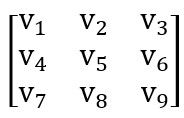 v₁ v₂ v₃
v₄ v₅ v₆
v₇ v₈ v₉